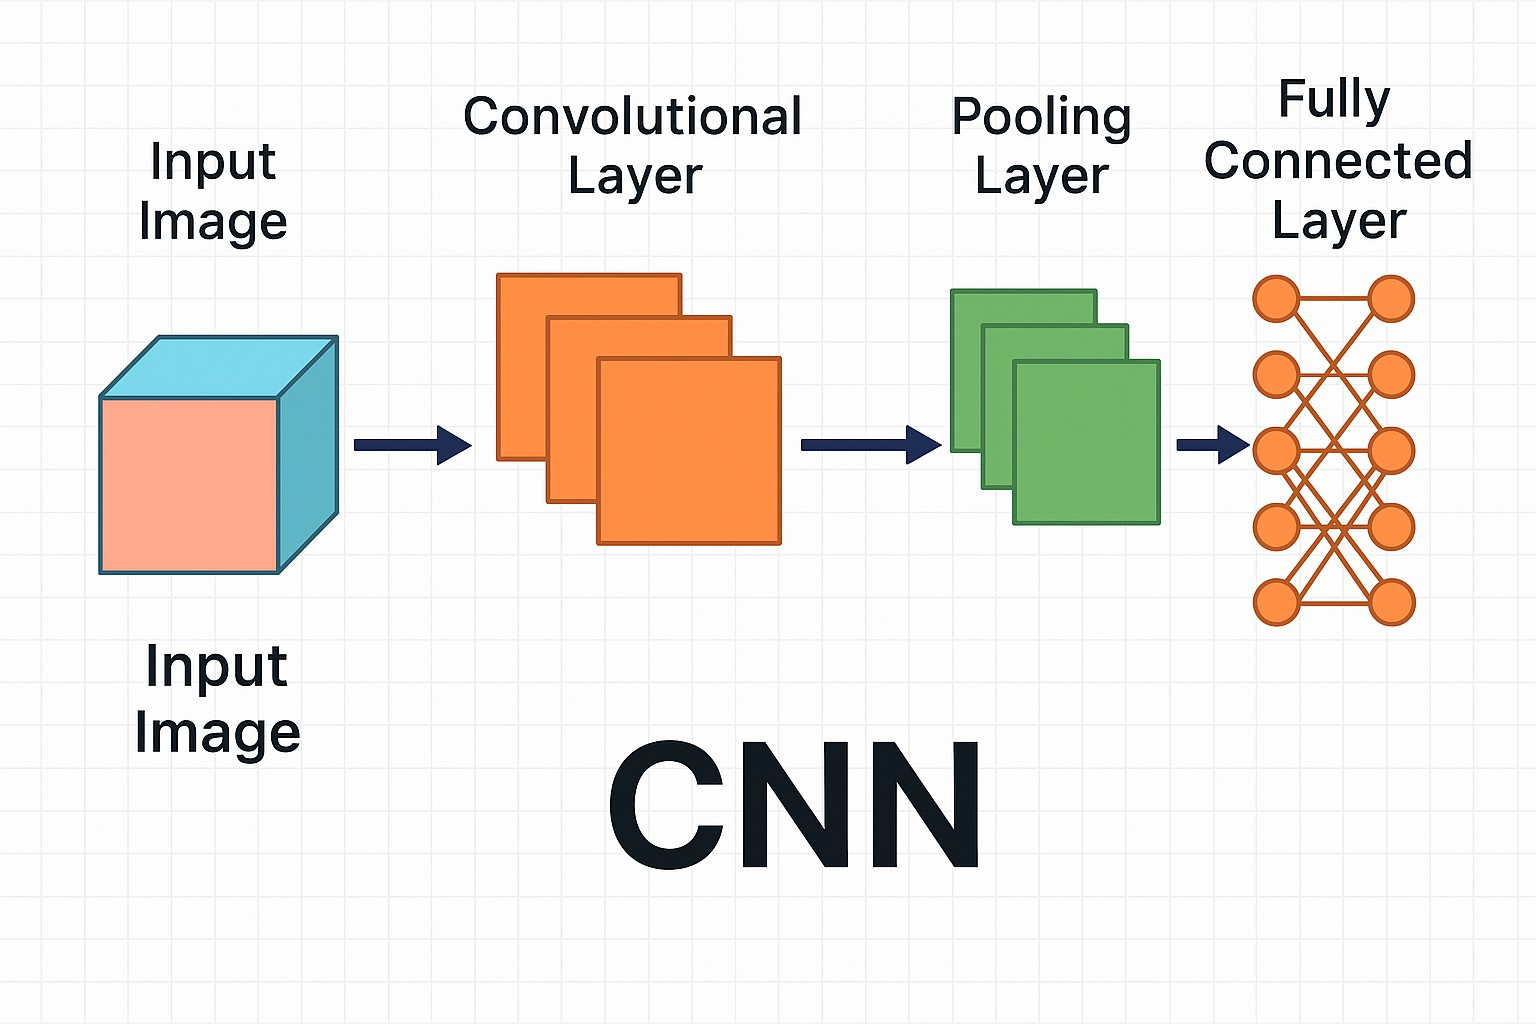 Input
Image
Convolutional
Layer
Pooling
Layer
Fully
Connected
Layer
Input
Image
CNN